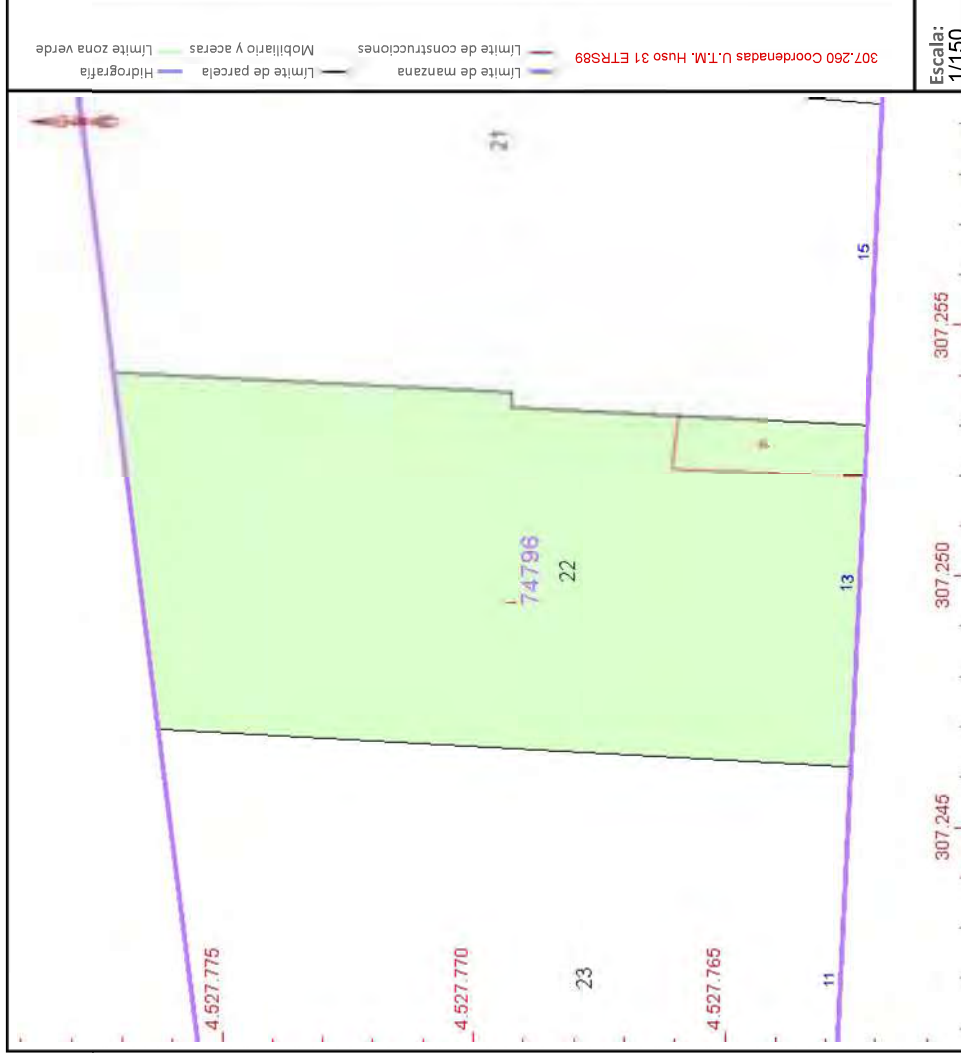 307.260 Coordenadas U.T.M. Huso 31 ETRS89
Límite de manzana
Límite de parcela
Hidrografía
Límite de construcciones
Mobiliario y aceras
Límite zona verde
Escala:
1/150
21
15
307.255
74796
22
13
307.250
307.245
4.527.775
4.527.770
4.527.765
23
11